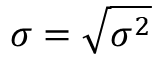 σ = √σ²